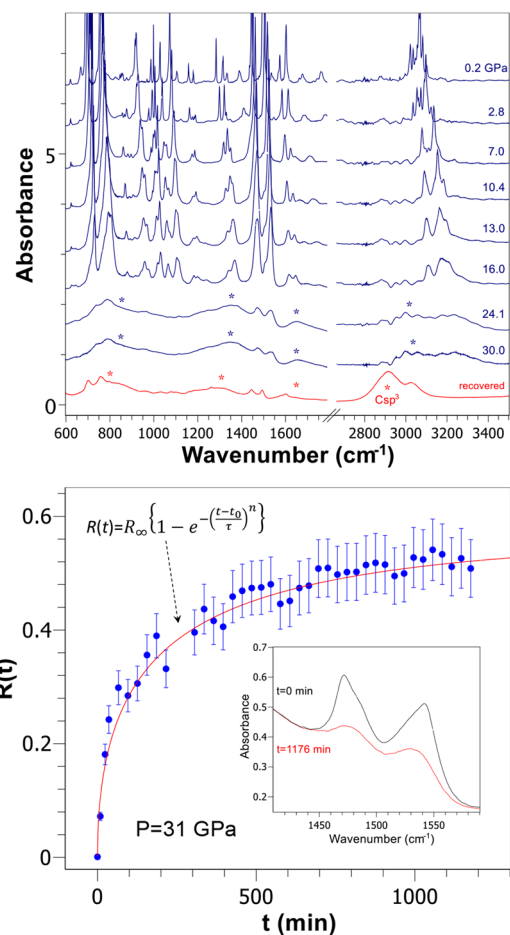 Absorbance
5
0
0.2 GPa
2.8
7.0
10.4
13.0
16.0
24.1
30.0
recovered
* * * *
* * * *
* * * *
Csp³
600 800 1000 1200 1400 1600 2800 3000 3200 3400
Wavenumber (cm⁻¹)
R(t)
0.6
0.4
0.2
0
R(t)=R∞{1 − e^−((t−t₀)/τ)ⁿ}
P=31 GPa
Absorbance
0.7
0.6
0.5
0.4
0.3
0.2
t=0 min
t=1176 min
1450 1500 1550
Wavenumber (cm⁻¹)
0 500 1000
t (min)